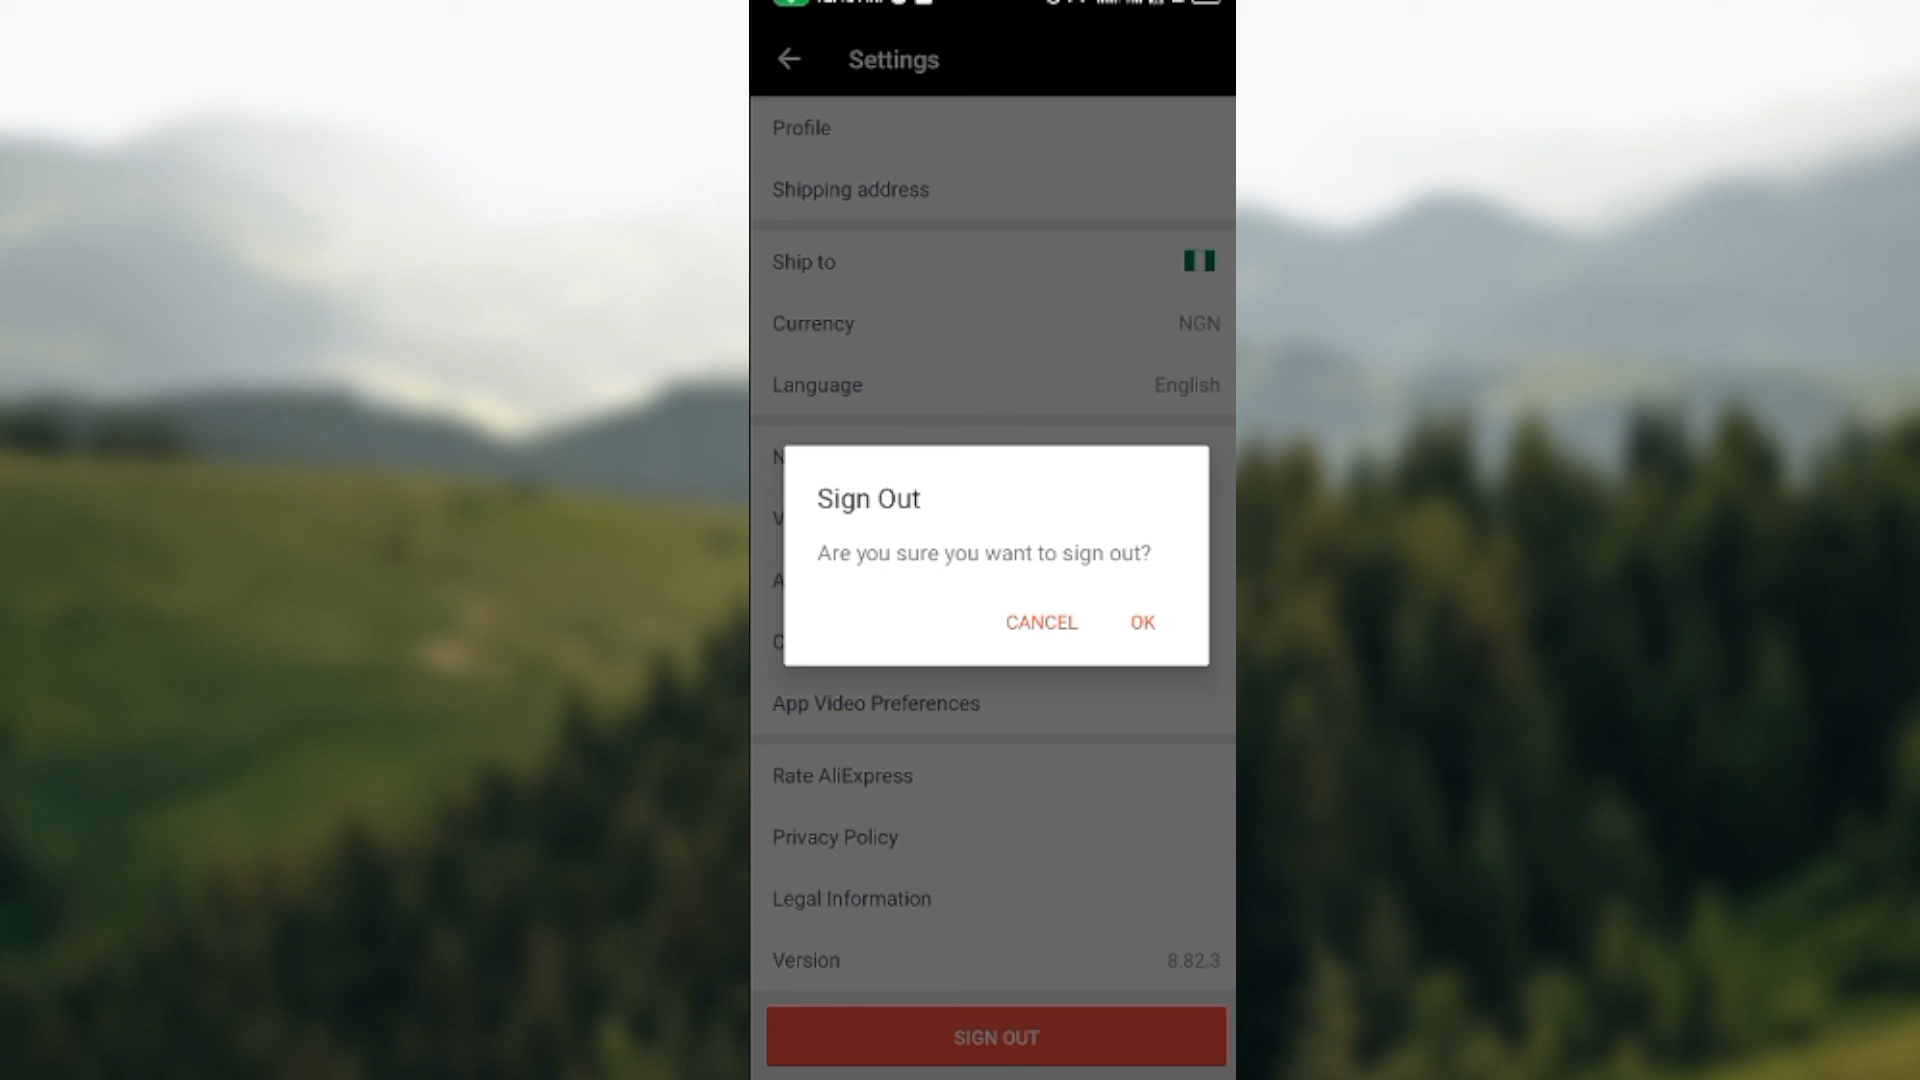 Settings
Profile
Shipping address
Ship to
Currency NGN
Language English
Sign Out
Are you sure you want to sign out?
CANCEL OK
App Video Preferences
Rate AliExpress
Privacy Policy
Legal Information
Version 8.82.3
SIGN OUT